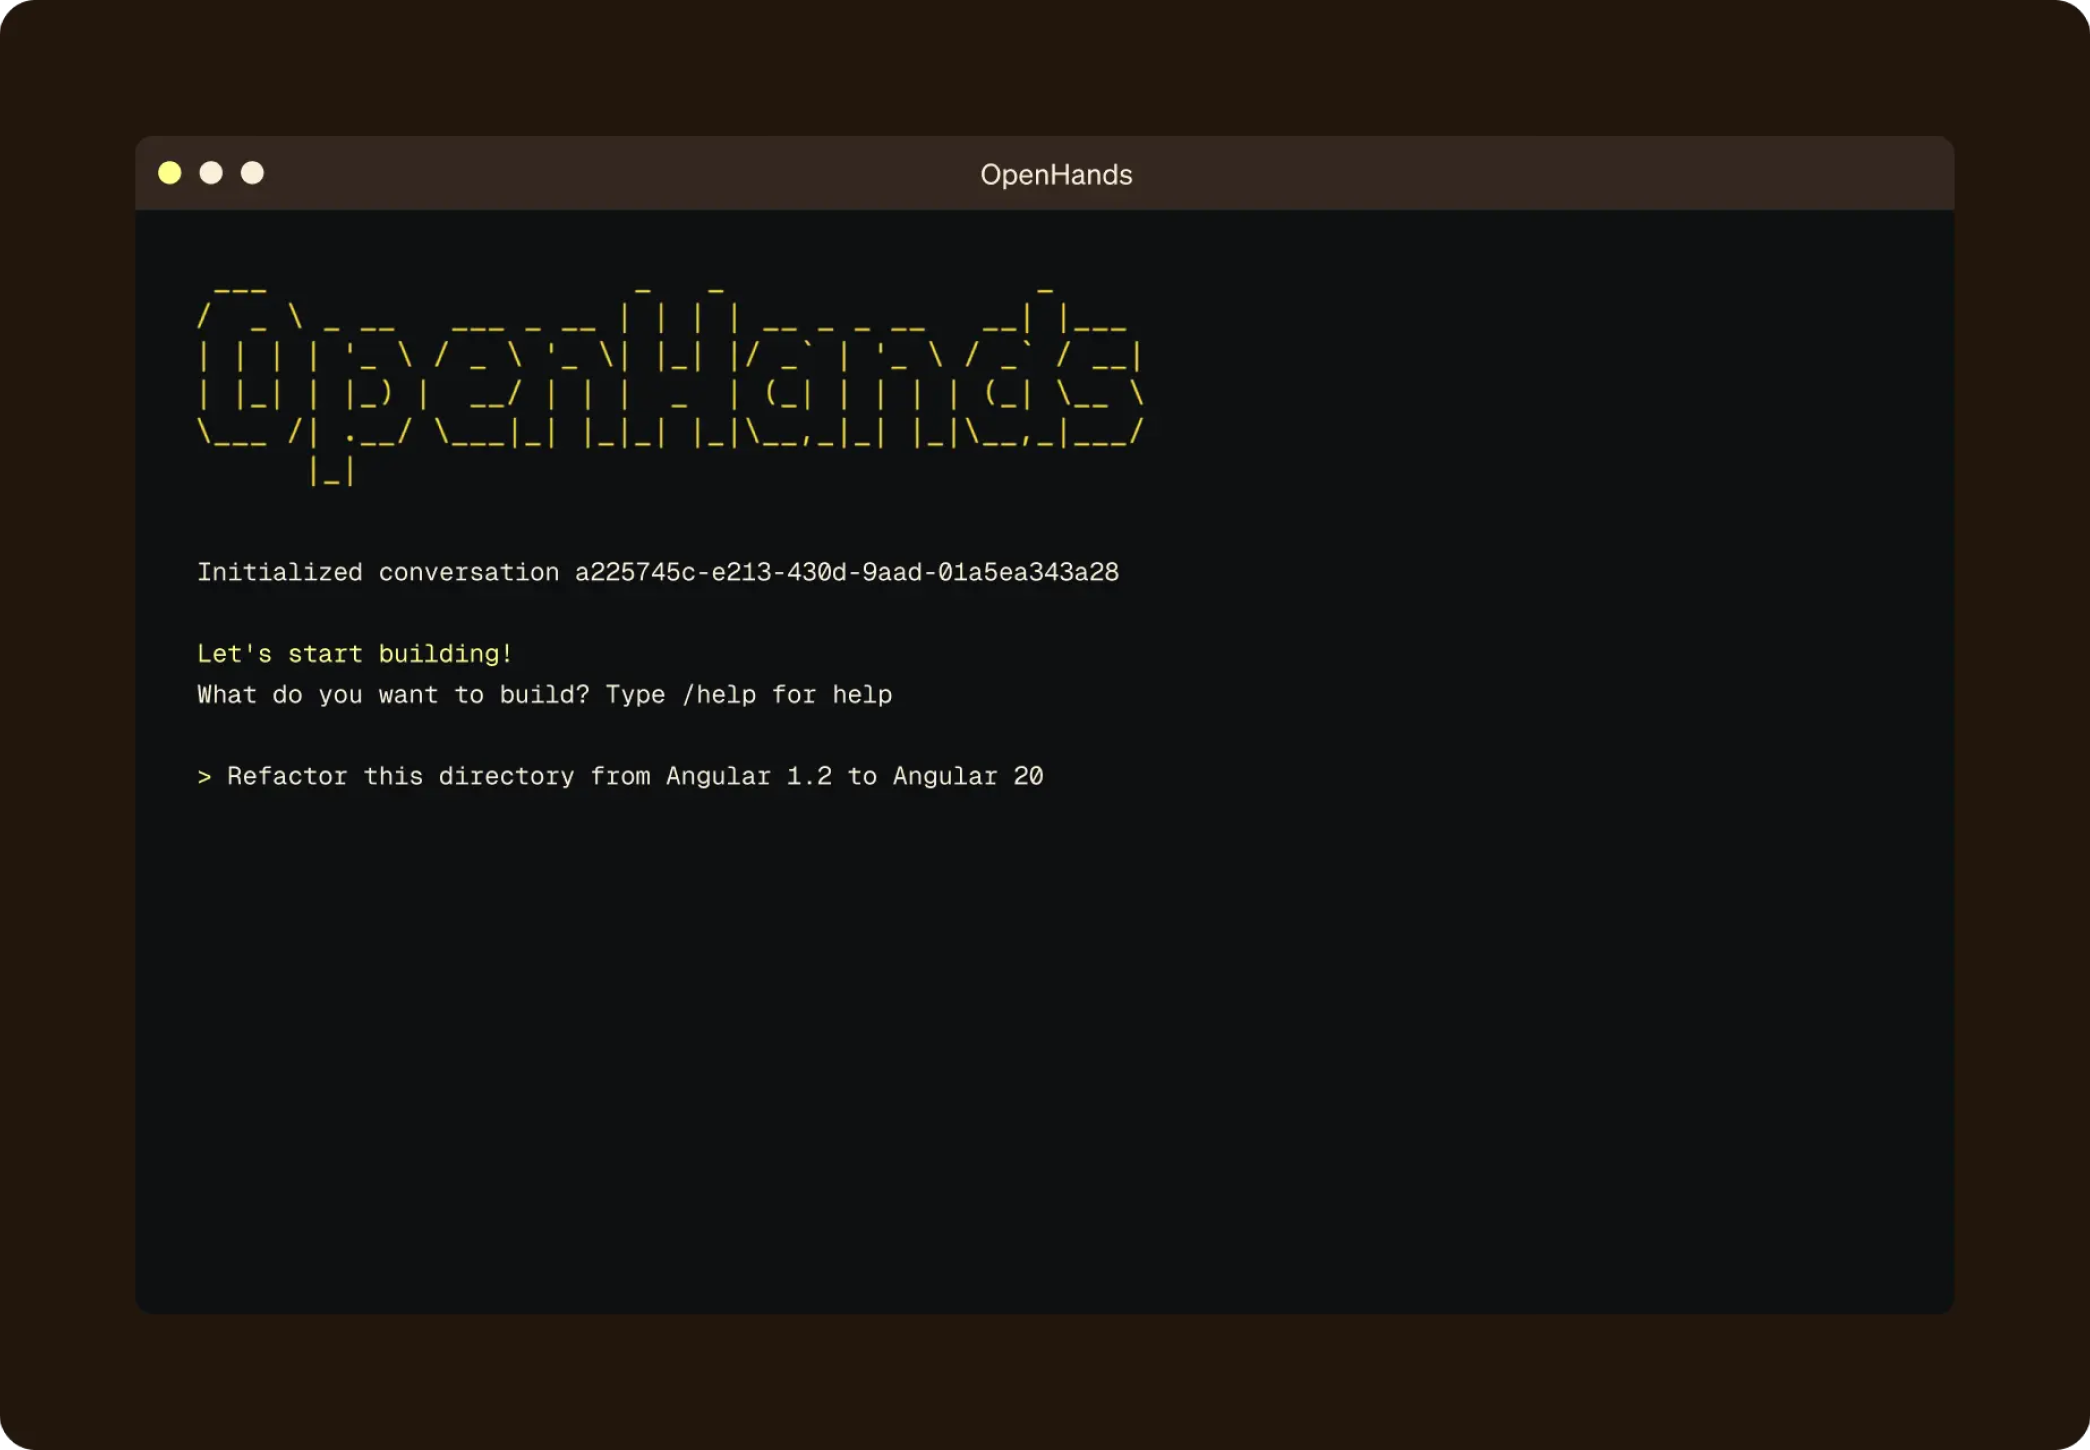 OpenHands
OpenHands
Initialized conversation a225745c-e213-430d-9aad-01a5ea343a28
Let's start building!
What do you want to build? Type /help for help
> Refactor this directory from Angular 1.2 to Angular 20